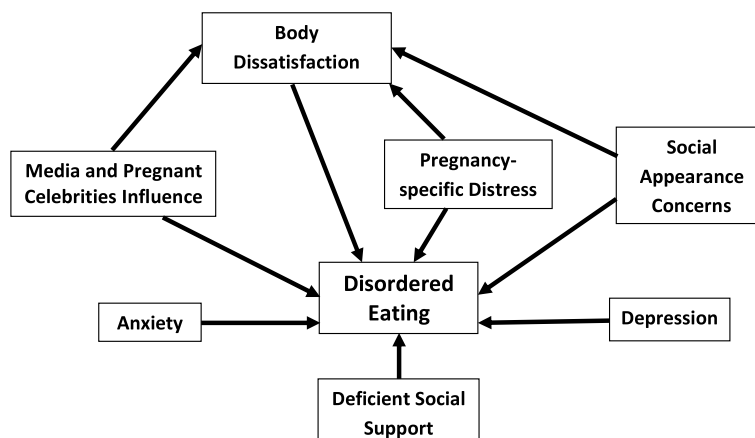 Body
Dissatisfaction
Media and Pregnant
Celebrities Influence
Pregnancy-
specific Distress
Social
Appearance
Concerns
Disordered
Eating
Anxiety
Depression
Deficient Social
Support